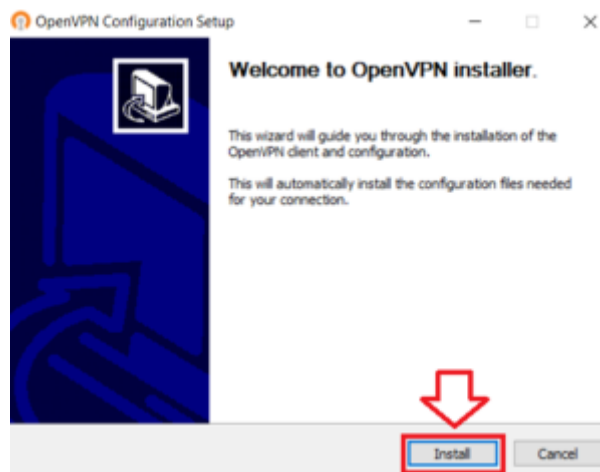 OpenVPN Configuration Setup
Welcome to OpenVPN installer.
This wizard will guide you through the installation of the
OpenVPN client and configuration.
This will automatically install the configuration files needed
for your connection.
Install
Cancel